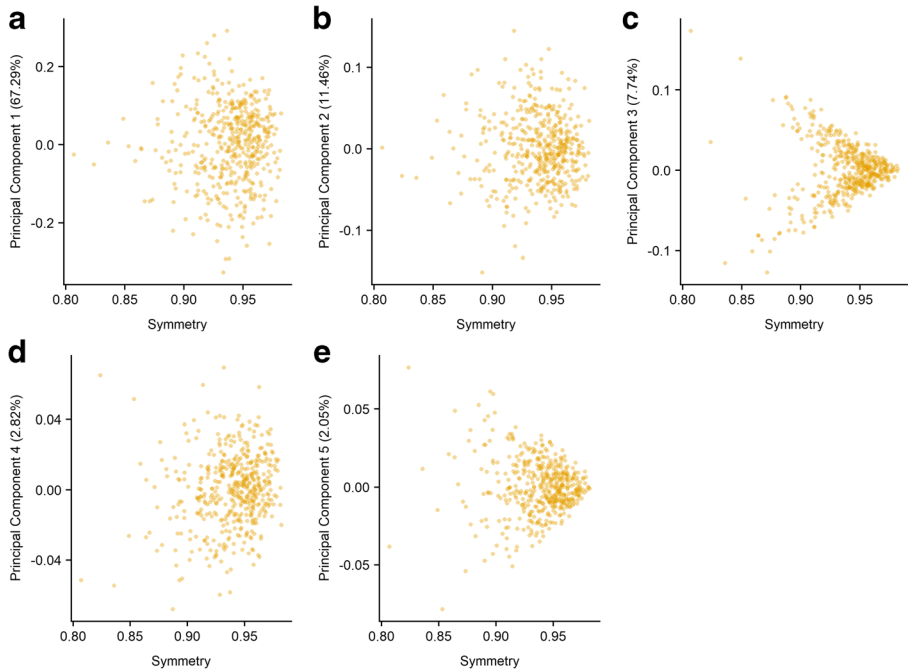 a
Principal Component 1 (67.29%)
0.2
0.0
-0.2
0.80 0.85 0.90 0.95
Symmetry
b
Principal Component 2 (11.46%)
0.1
0.0
-0.1
0.80 0.85 0.90 0.95
Symmetry
c
Principal Component 3 (7.74%)
0.1
0.0
-0.1
0.80 0.85 0.90 0.95
Symmetry
d
Principal Component 4 (2.82%)
0.04
0.00
-0.04
0.80 0.85 0.90 0.95
Symmetry
e
Principal Component 5 (2.05%)
0.05
0.00
-0.05
0.80 0.85 0.90 0.95
Symmetry